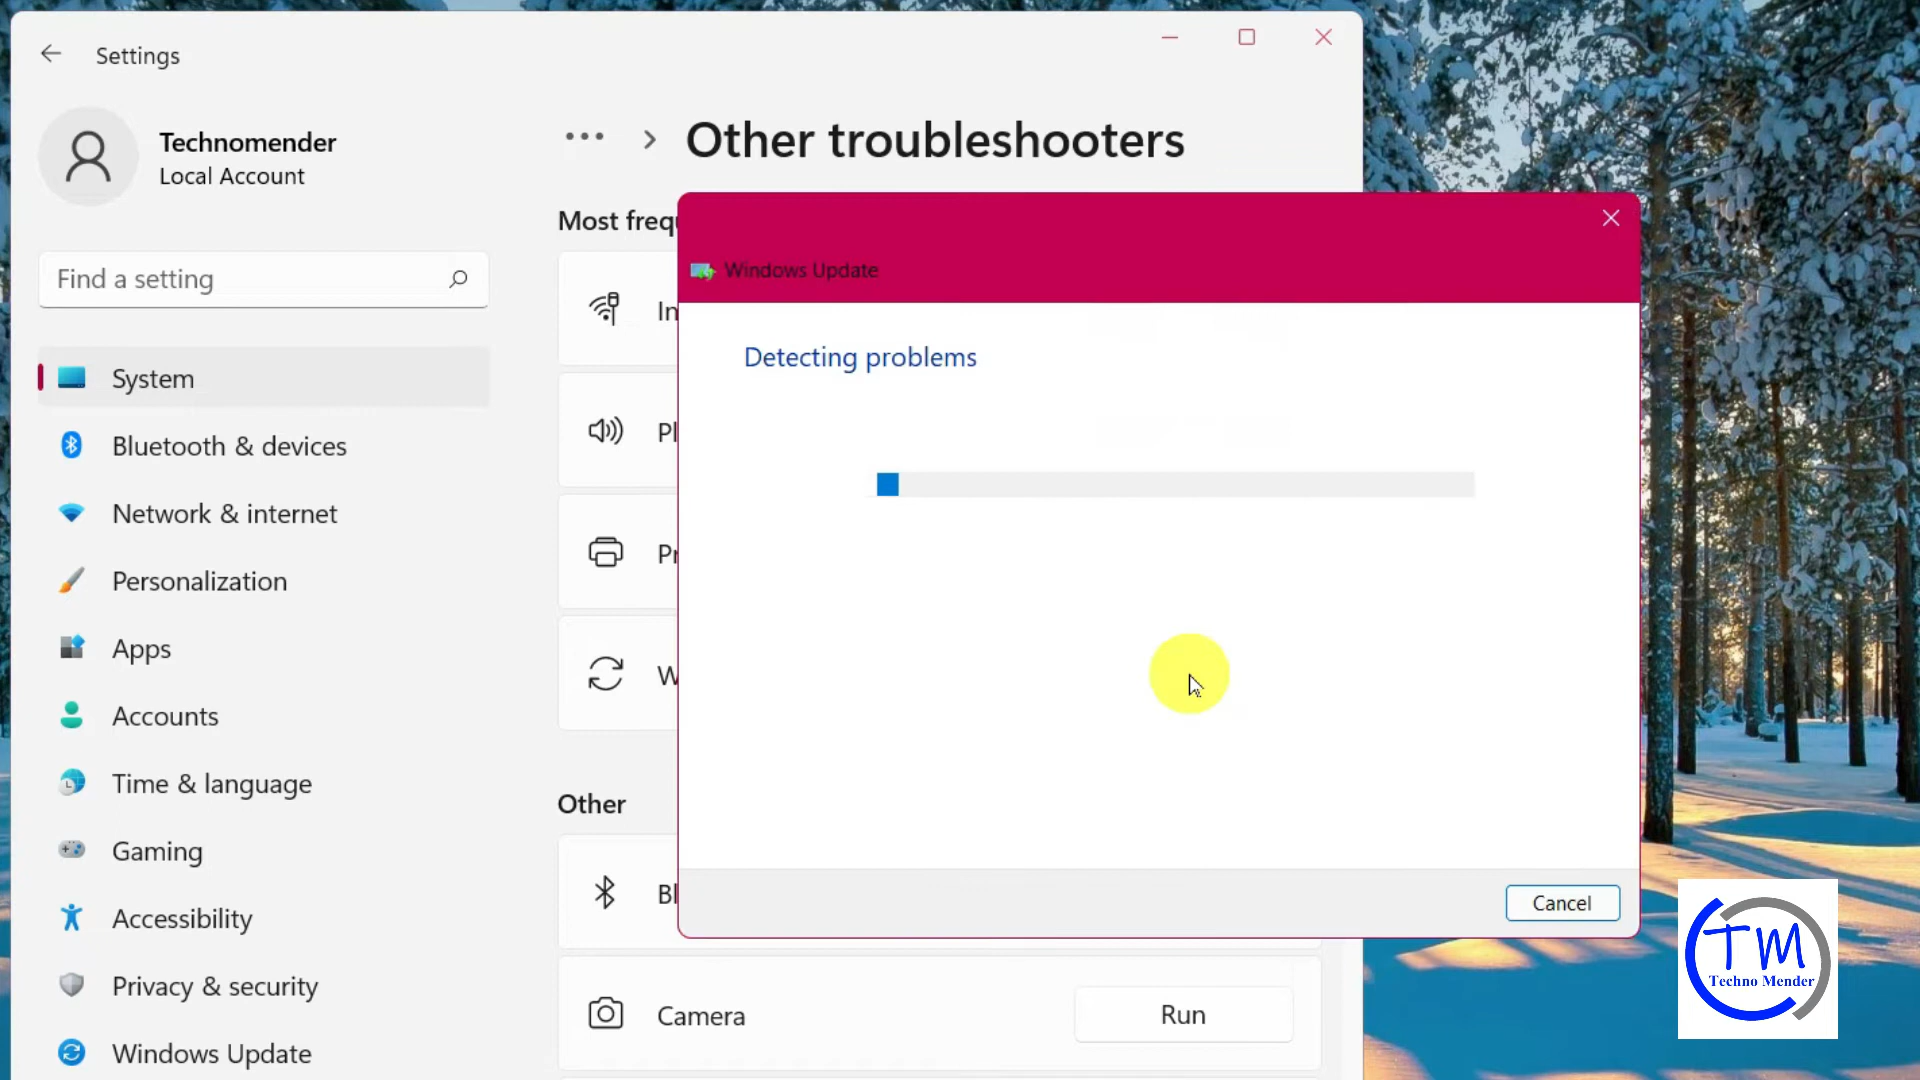 Settings
Technomender
Local Account
Find a setting
System
Bluetooth & devices
Network & internet
Personalization
Apps
Accounts
Time & language
Gaming
Accessibility
Privacy & security
Windows Update
••• > Other troubleshooters
Most frequ
In
Pl
Pr
W
Other
Bl
Camera
Run
Windows Update
Detecting problems
Cancel
TM
Techno Mender